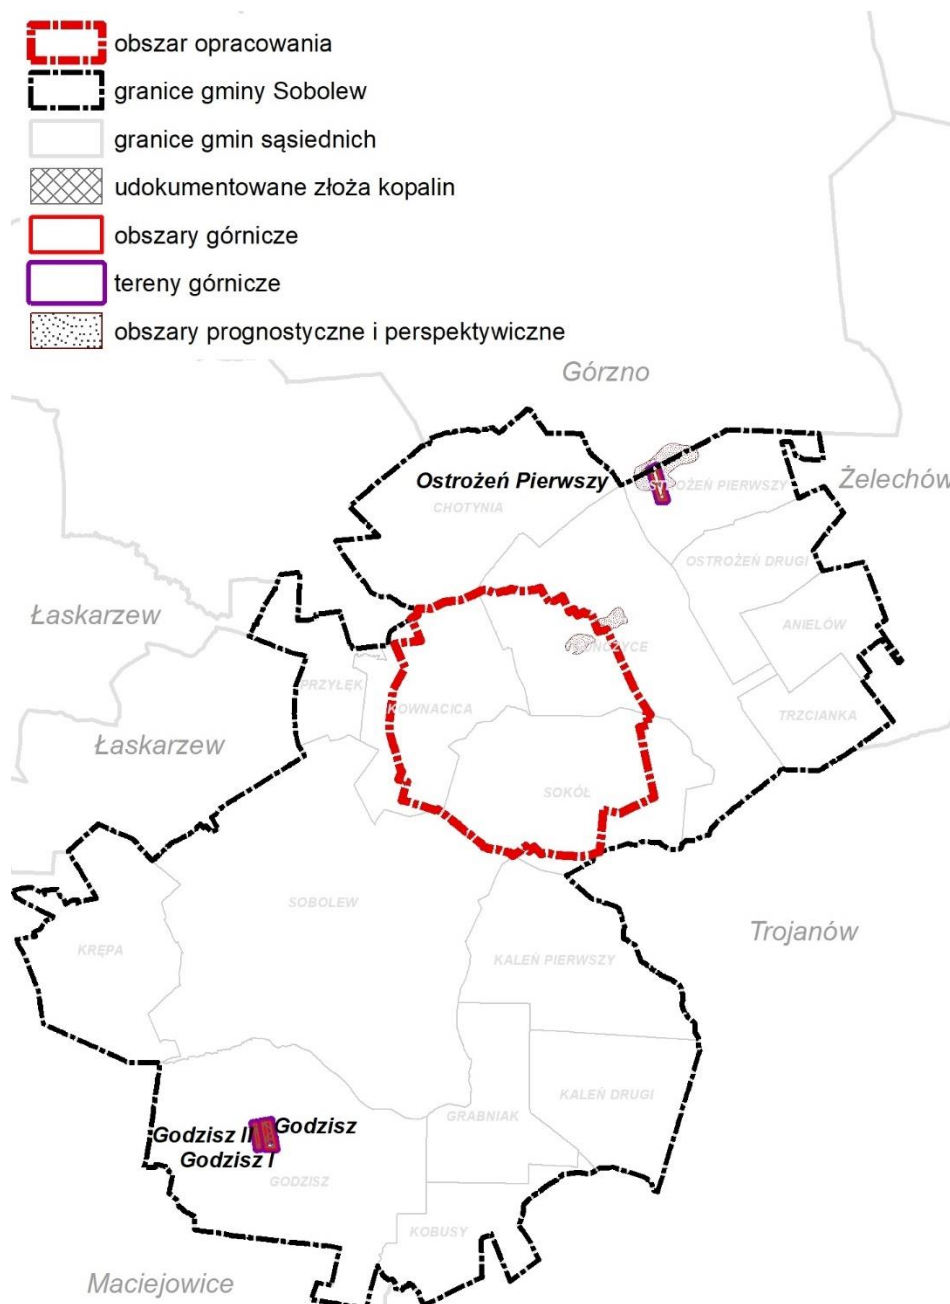 obszar opracowania
granice gminy Sobolew
granice gmin sąsiednich
udokumentowane złoża kopalin
obszary górnicze
tereny górnicze
obszary prognostyczne i perspektywiczne
Górzno
Ostrożeń Pierwszy
Żelechów
CHOTYNIA
OSTROŻEŃ DRUGI
Łaskarzew
ANIELÓW
PRZYŁĘK
KOWNACICA
TRZCIANKA
Łaskarzew
SOKÓŁ
SOBOLEW
Trojanów
KRĘPA
KALEŃ PIERWSZY
KALEŃ DRUGI
GRABNIAK
Godzisz II
Godzisz
Godzisz I
GODZISZ
KOBUSY
Maciejowice